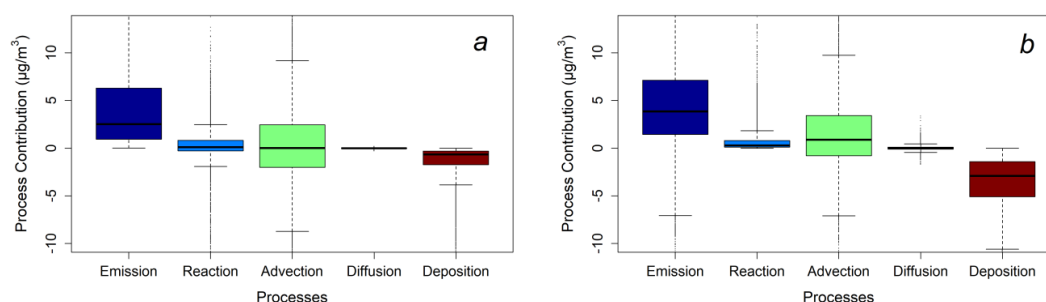 a
Process Contribution (μg/m³)
10
5
0
-5
-10
Emission Reaction Advection Diffusion Deposition
Processes
b
Process Contribution (μg/m³)
10
5
0
-5
-10
Emission Reaction Advection Diffusion Deposition
Processes